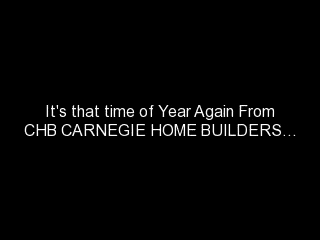 It's that time of Year Again From
CHB CARNEGIE HOME BUILDERS...